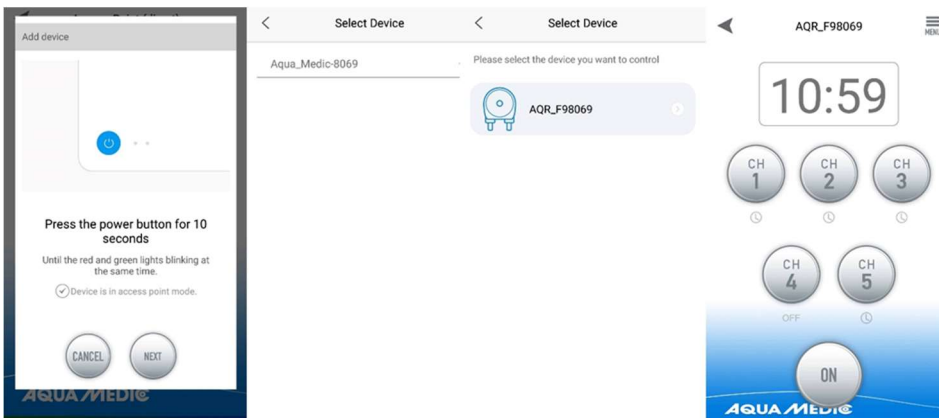 Add device
Press the power button for 10
seconds
Until the red and green lights blinking at
the same time.
Device is in access point mode.
CANCEL
NEXT
AQUA MEDIC
Select Device
Aqua_Medic-8069
Select Device
Please select the device you want to control
AQR_F98069
AQR_F98069
MENU
10:59
CH
1
CH
2
CH
3
CH
4
OFF
CH
5
ON
AQUA MEDIC